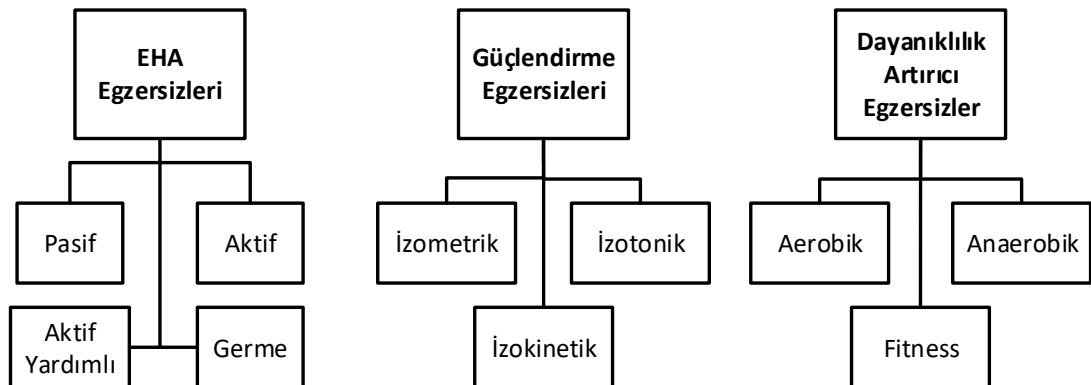 EHA
Egzersizleri
Pasif
Aktif
Aktif
Yardımlı
Germe
Güçlendirme
Egzersizleri
İzometrik
İzotonik
İzokinetik
Dayanıklılık
Artırıcı
Egzersizler
Aerobik
Anaerobik
Fitness